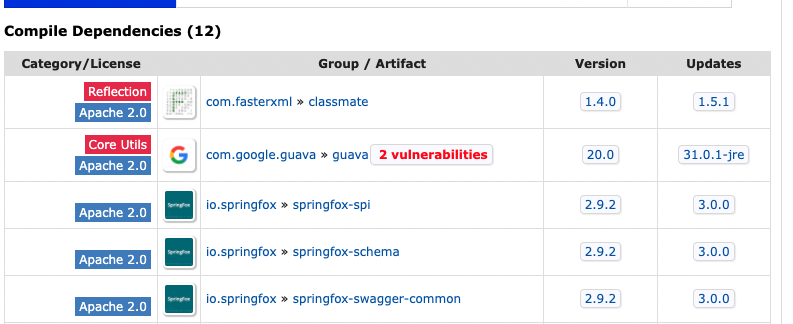 Compile Dependencies (12)
Category/License Group / Artifact Version Updates
Reflection
Apache 2.0 com.fasterxml » classmate 1.4.0 1.5.1
Core Utils
Apache 2.0 com.google.guava » guava 2 vulnerabilities 20.0 31.0.1-jre
Apache 2.0 SpringFox io.springfox » springfox-spi 2.9.2 3.0.0
Apache 2.0 SpringFox io.springfox » springfox-schema 2.9.2 3.0.0
Apache 2.0 SpringFox io.springfox » springfox-swagger-common 2.9.2 3.0.0